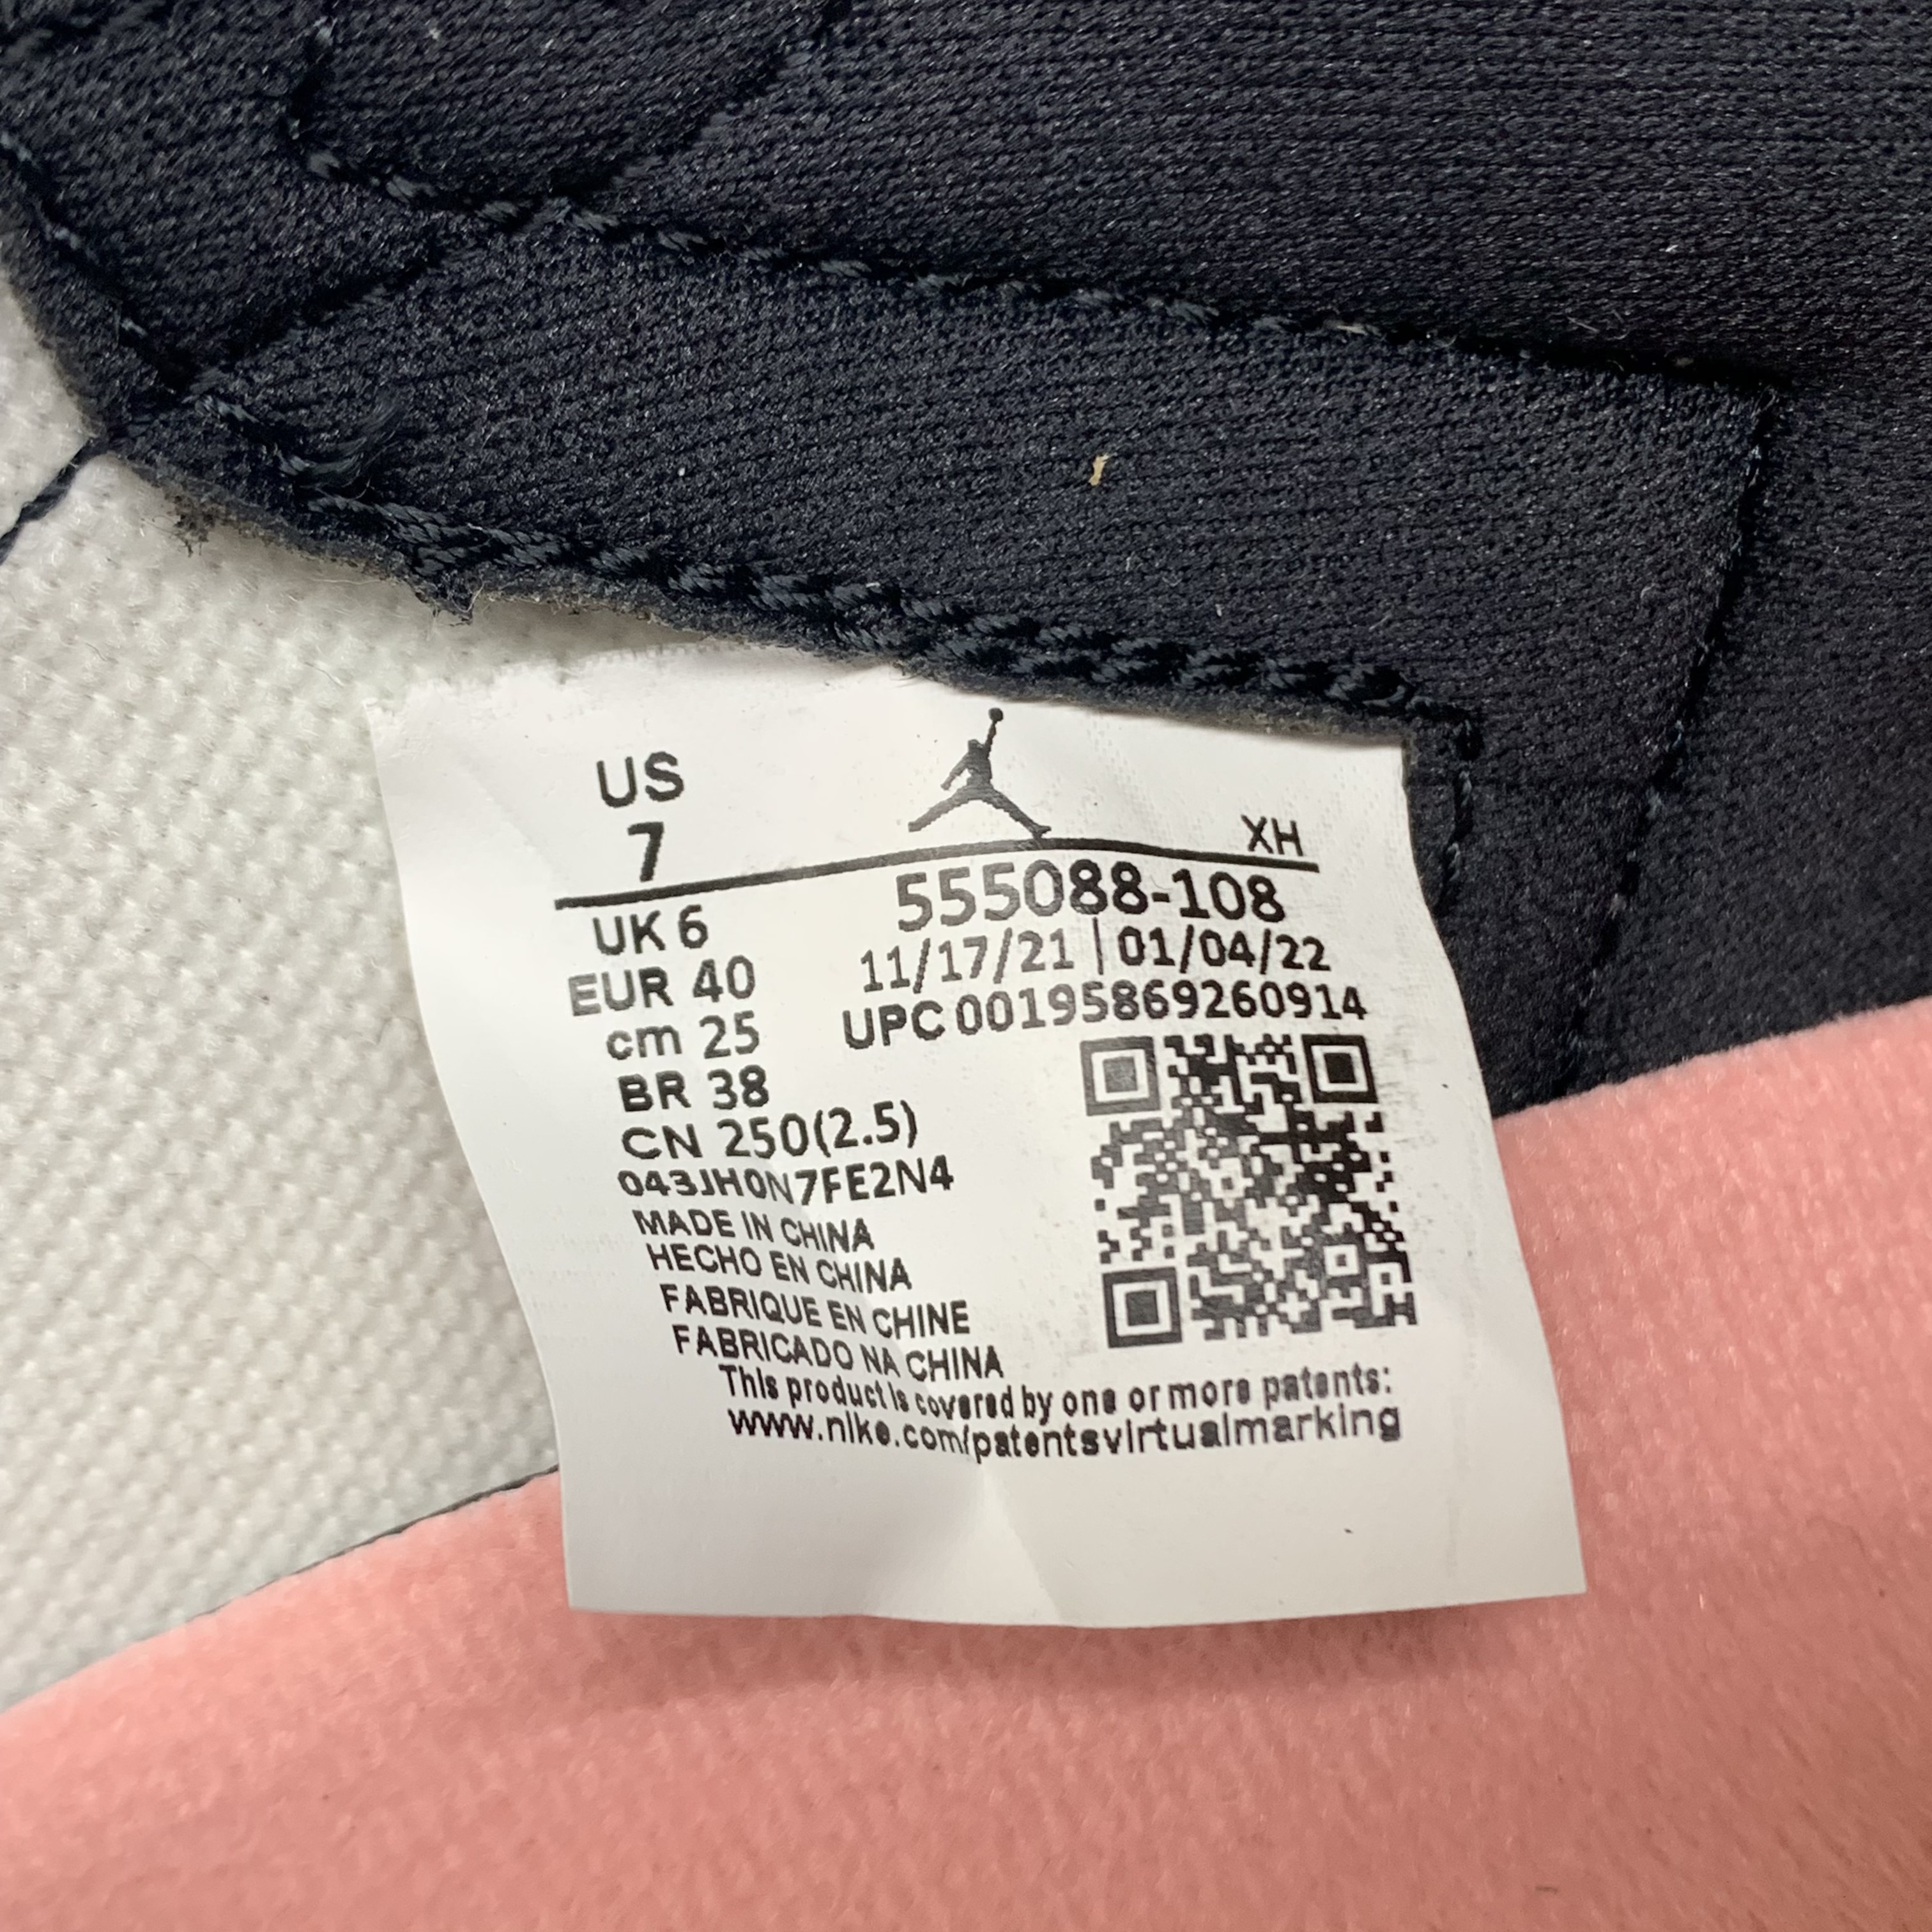 US
7
XH
555088-108
11/17/21 | 01/04/22
UPC 001958692​60914
UK 6
EUR 40
cm 25
BR 38
CN 250(2.5)
043JH0N7FE2N4
MADE IN CHINA
HECHO EN CHINA
FABRIQUE EN CHINE
FABRICADO NA CHINA
This product is covered by one or more patents:
www.nike.com/patentsvirtualmarking